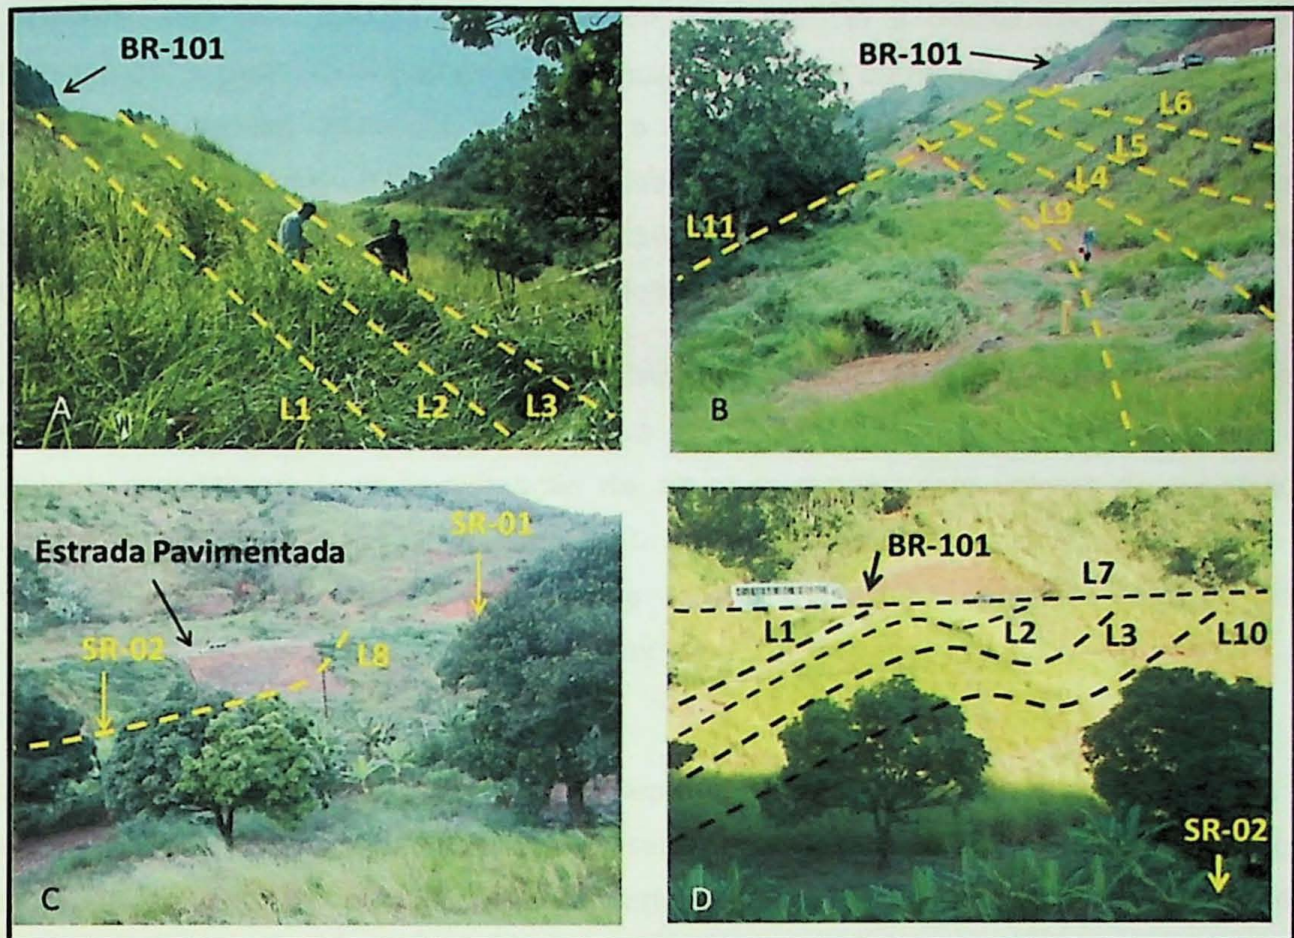 BR-101
L1
L2
L3
A
BR-101
L6
L5
L4
L9
L11
B
Estrada Pavimentada
SR-01
SR-02
L8
C
BR-101
L7
L1
L2
L3
L10
SR-02
D